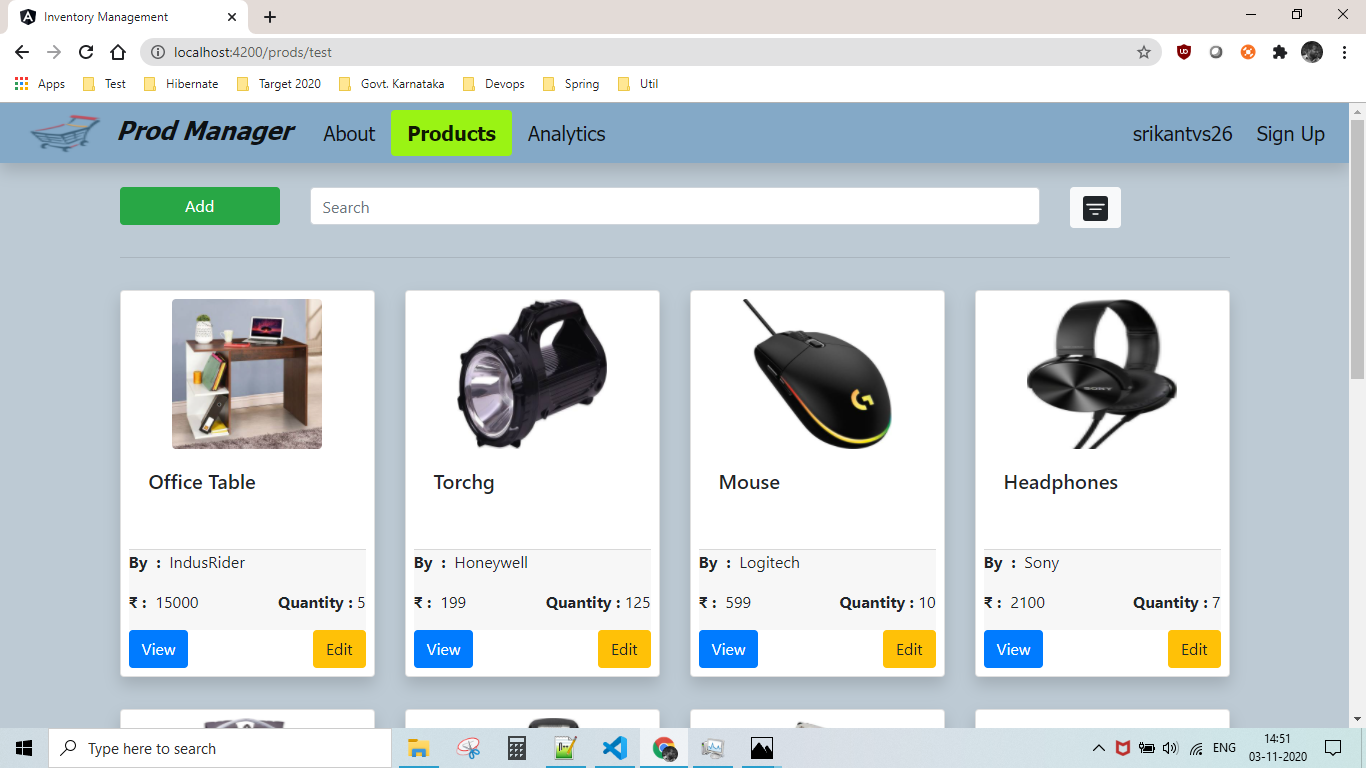 Inventory Management
localhost:4200/prods/test
Apps Test Hibernate Target 2020 Govt. Karnataka Devops Spring Util
Prod Manager About Products Analytics srikantvs26 Sign Up
Add Search
SONY
Office Table Torchg Mouse Headphones
By : IndusRider By : Honeywell By : Logitech By : Sony
₹ : 15000 Quantity : 5 ₹ : 199 Quantity : 125 ₹ : 599 Quantity : 10 ₹ : 2100 Quantity : 7
View Edit View Edit View Edit View Edit
Type here to search ENG 14:51
03-11-2020